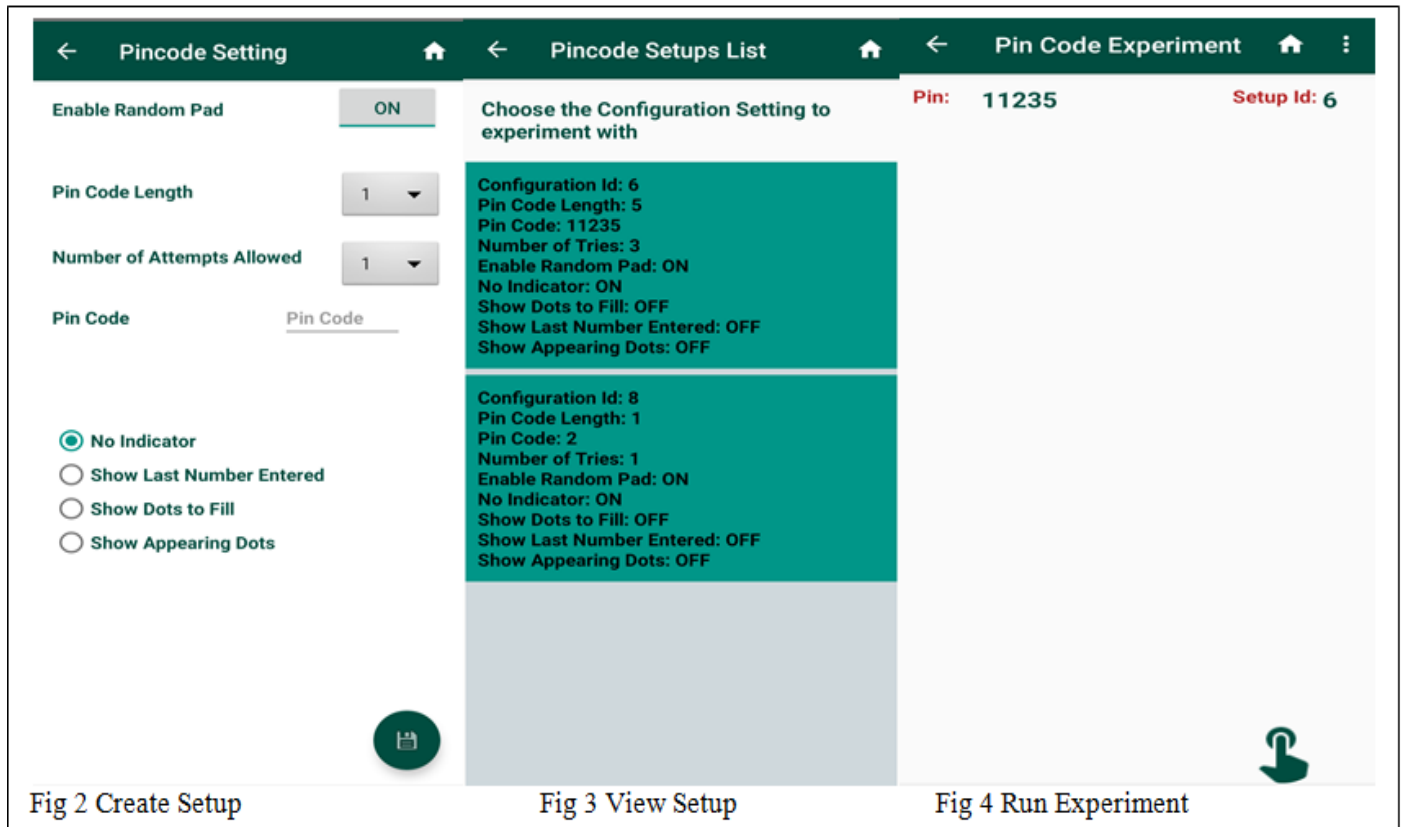 Pincode Setting
Enable Random Pad ON
Pin Code Length 1
Number of Attempts Allowed 1
Pin Code Pin Code
No Indicator
Show Last Number Entered
Show Dots to Fill
Show Appearing Dots
Fig 2 Create Setup
Pincode Setups List
Choose the Configuration Setting to
experiment with
Configuration Id: 6
Pin Code Length: 5
Pin Code: 11235
Number of Tries: 3
Enable Random Pad: ON
No Indicator: ON
Show Dots to Fill: OFF
Show Last Number Entered: OFF
Show Appearing Dots: OFF
Configuration Id: 8
Pin Code Length: 1
Pin Code: 2
Number of Tries: 1
Enable Random Pad: ON
No Indicator: ON
Show Dots to Fill: OFF
Show Last Number Entered: OFF
Show Appearing Dots: OFF
Fig 3 View Setup
Pin Code Experiment
Pin: 11235 Setup Id: 6
Fig 4 Run Experiment